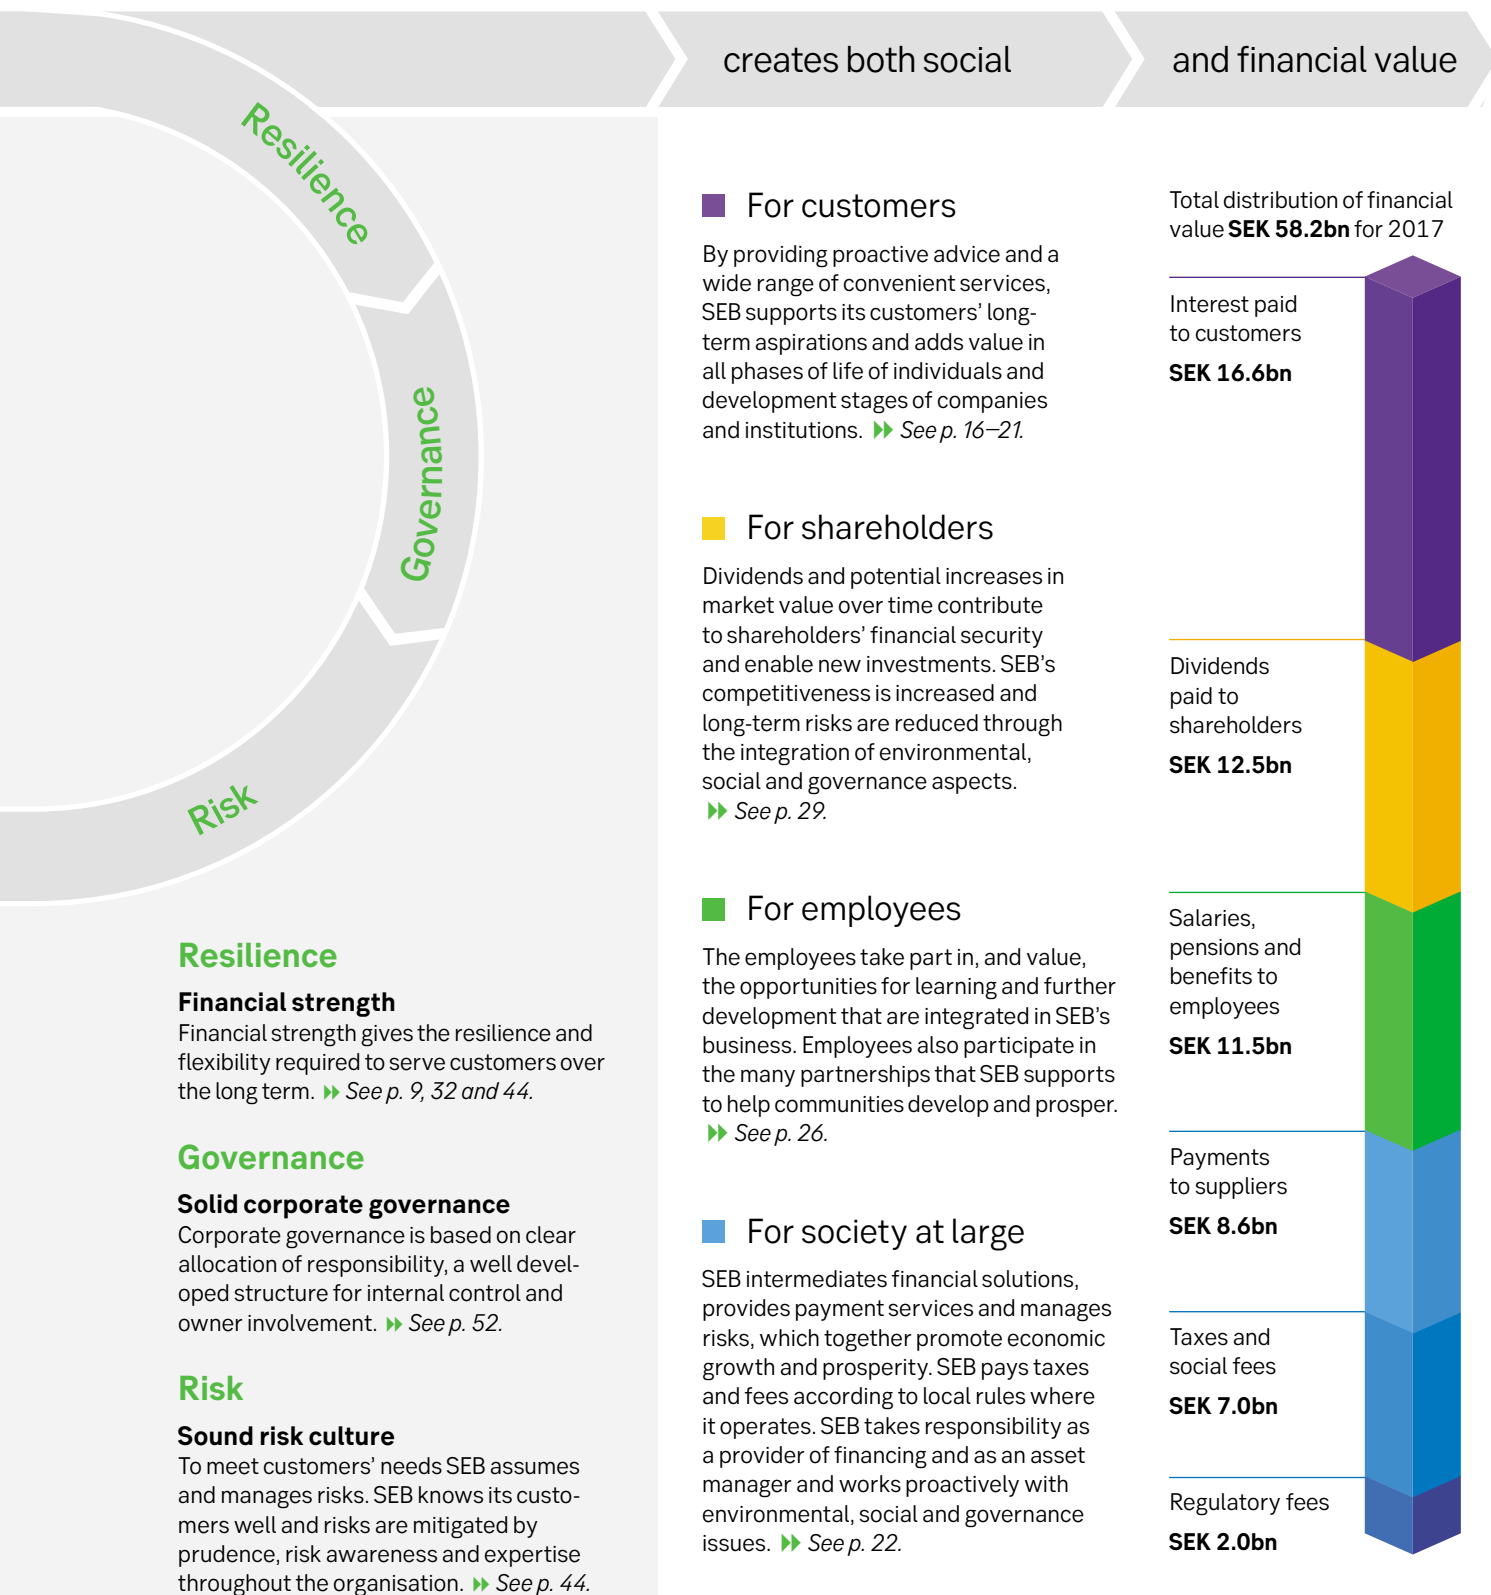 creates both social
and financial value
Resilience
Governance
Risk
Resilience
Financial strength
Financial strength gives the resilience and
flexibility required to serve customers over
the long term. See p. 9, 32 and 44.
Governance
Solid corporate governance
Corporate governance is based on clear
allocation of responsibility, a well devel-
oped structure for internal control and
owner involvement. See p. 52.
Risk
Sound risk culture
To meet customers’ needs SEB assumes
and manages risks. SEB knows its custo-
mers well and risks are mitigated by
prudence, risk awareness and expertise
throughout the organisation. See p. 44.
For customers
By providing proactive advice and a
wide range of convenient services,
SEB supports its customers’ long-
term aspirations and adds value in
all phases of life of individuals and
development stages of companies
and institutions. See p. 16–21.
For shareholders
Dividends and potential increases in
market value over time contribute
to shareholders’ financial security
and enable new investments. SEB’s
competitiveness is increased and
long-term risks are reduced through
the integration of environmental,
social and governance aspects.
See p. 29.
For employees
The employees take part in, and value,
the opportunities for learning and further
development that are integrated in SEB’s
business. Employees also participate in
the many partnerships that SEB supports
to help communities develop and prosper.
See p. 26.
For society at large
SEB intermediates financial solutions,
provides payment services and manages
risks, which together promote economic
growth and prosperity. SEB pays taxes
and fees according to local rules where
it operates. SEB takes responsibility as
a provider of financing and as an asset
manager and works proactively with
environmental, social and governance
issues. See p. 22.
Total distribution of financial
value SEK 58.2bn for 2017
Interest paid
to customers
SEK 16.6bn
Dividends
paid to
shareholders
SEK 12.5bn
Salaries,
pensions and
benefits to
employees
SEK 11.5bn
Payments
to suppliers
SEK 8.6bn
Taxes and
social fees
SEK 7.0bn
Regulatory fees
SEK 2.0bn